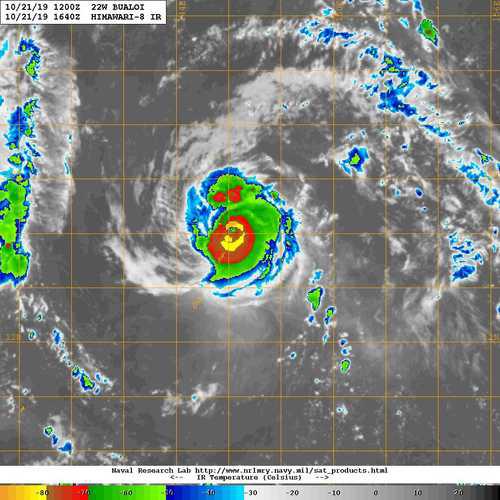 10/21/19 1200Z 22W BUALOI
10/21/19 1640Z HIMAWARI-8 IR
Naval Research Lab http://www.nrlmry.navy.mil/sat_products.html
<-- IR Temperature (Celsius) -->
-80 -70 -60 -50 -40 -30 -20 -10 0 10 20